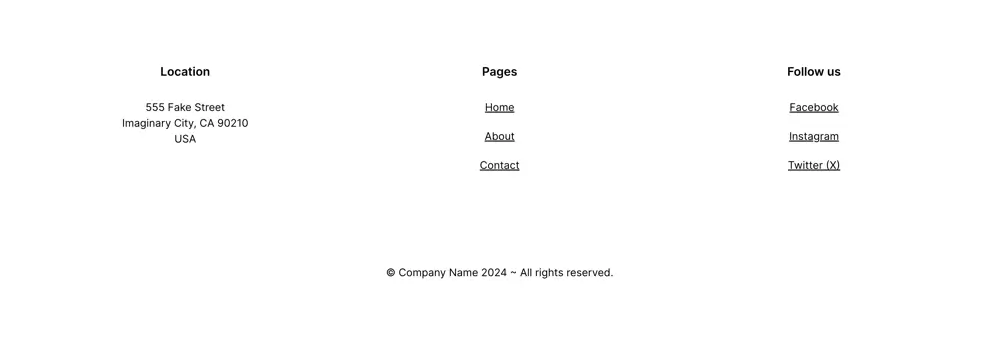 Location
555 Fake Street
Imaginary City, CA 90210
USA
Pages
Home
About
Contact
Follow us
Facebook
Instagram
Twitter (X)
© Company Name 2024 ~ All rights reserved.